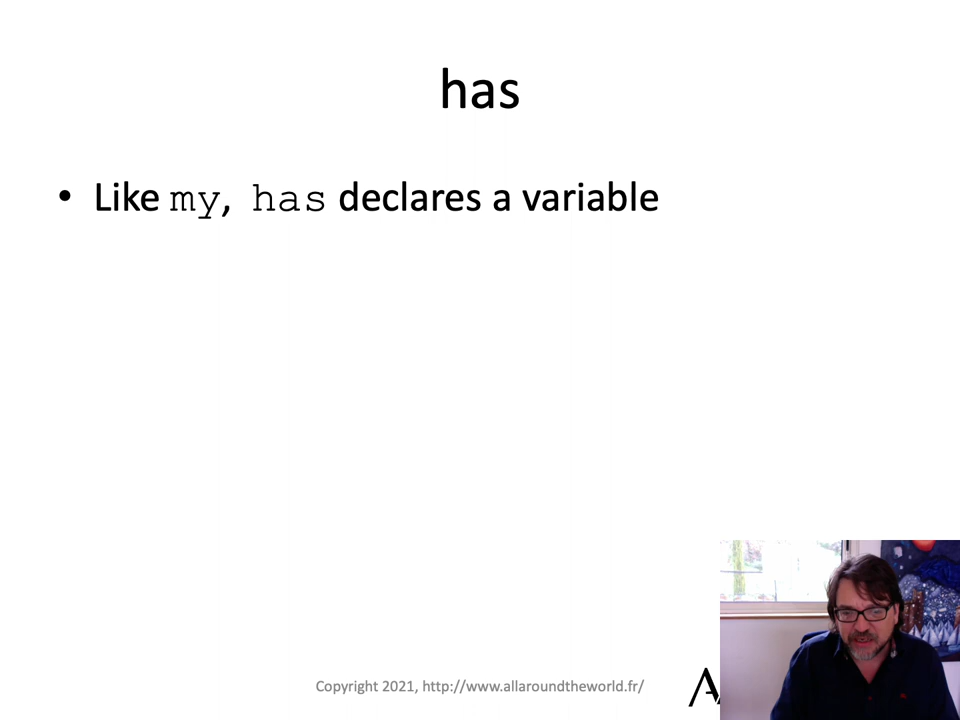 has
• Like my, has declares a variable
Copyright 2021, http://www.allaroundtheworld.fr/